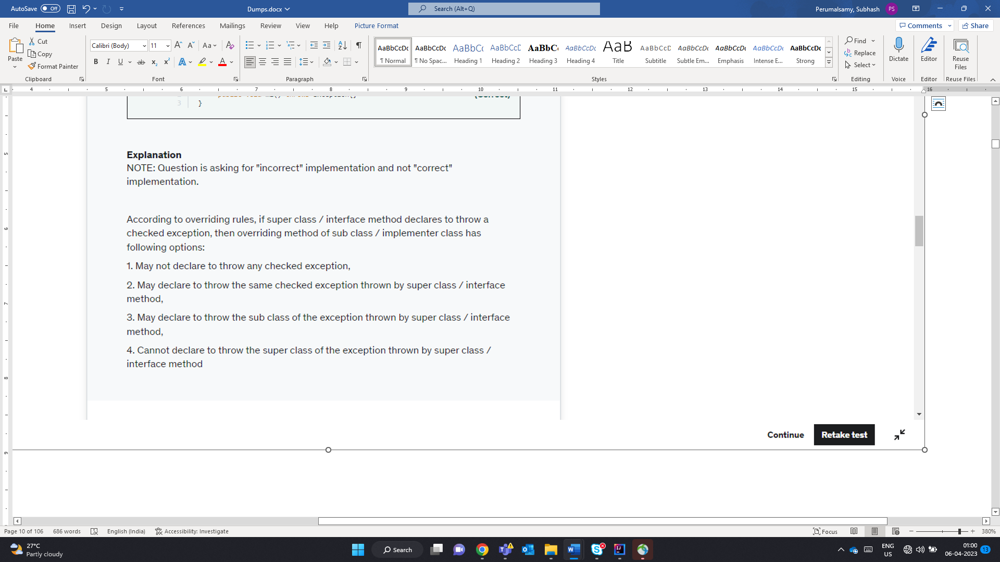 AutoSave Off Dumps.docx Search (Alt+Q) Perumalsamy, Subhash PS
File Home Insert Design Layout References Mailings Review View Help Picture Format Comments Share
Paste Cut Copy Format Painter
Calibri (Body) 11 Aa
B I U ab x₂ x² A A
AaBbCcDc AaBbCcDc AaBbCc AaBbCcD AaBbCc AaBbCcDc AaB AaBbCcD AaBbCcDc AaBbCcDc AaBbCcDc AaBbCcDc
¶ Normal ¶ No Spac... Heading 1 Heading 2 Heading 3 Heading 4 Title Subtitle Subtle Em... Emphasis Intense E... Strong
Find Replace Select Dictate Editor Reuse Files
Clipboard Font Paragraph Styles Editing Voice Editor Reuse Files
4 5 6 7 8 9 10 11 12 13 14 15 16
3 }
Explanation
NOTE: Question is asking for "incorrect" implementation and not "correct"
implementation.
According to overriding rules, if super class / interface method declares to throw a
checked exception, then overriding method of sub class / implementer class has
following options:
1. May not declare to throw any checked exception,
2. May declare to throw the same checked exception thrown by super class / interface
method,
3. May declare to throw the sub class of the exception thrown by super class / interface
method,
4. Cannot declare to throw the super class of the exception thrown by super class /
interface method
Continue Retake test
Page 10 of 106 686 words English (India) Accessibility: Investigate Focus 380%
27°C
Partly cloudy
Search
ENG
US
01:00
06-04-2023
13